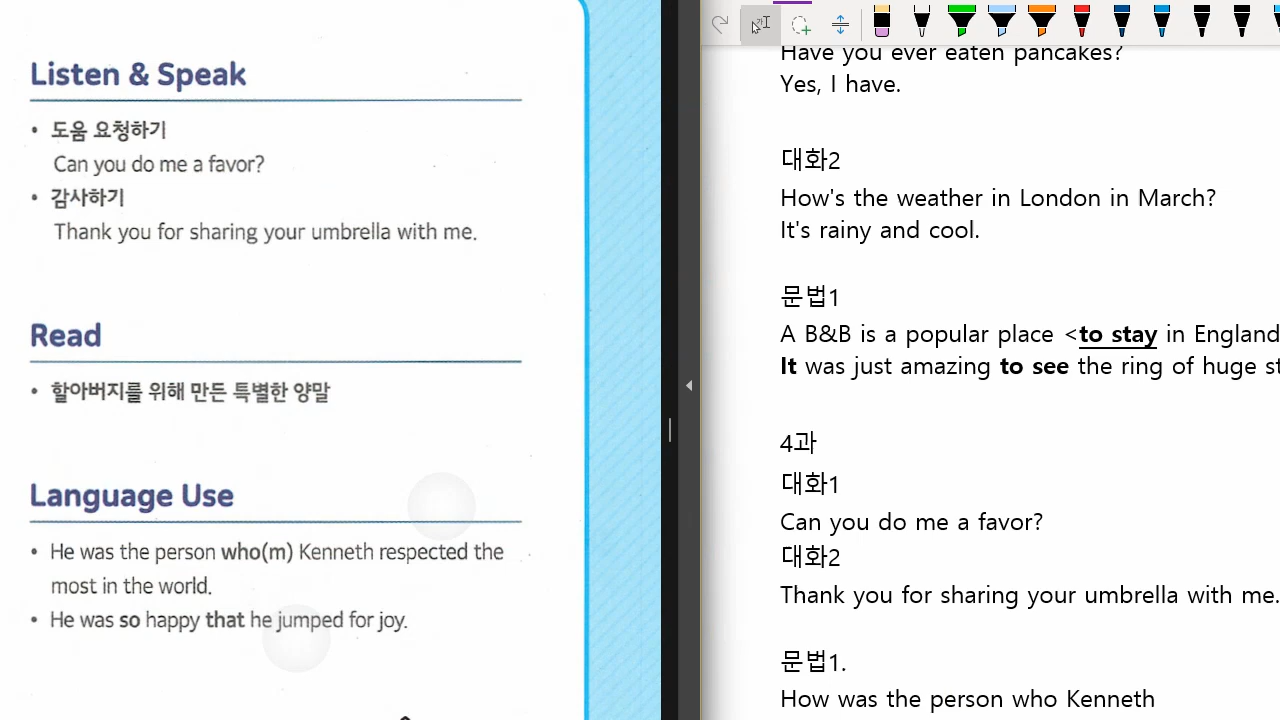 Listen & Speak
• 도움 요청하기
Can you do me a favor?
• 감사하기
Thank you for sharing your umbrella with me.
Read
• 할아버지를 위해 만든 특별한 양말
Language Use
• He was the person who(m) Kenneth respected the
most in the world.
• He was so happy that he jumped for joy.
Have you ever eaten pancakes?
Yes, I have.
대화2
How's the weather in London in March?
It's rainy and cool.
문법1
A B&B is a popular place <to stay in England
It was just amazing to see the ring of huge st
4과
대화1
Can you do me a favor?
대화2
Thank you for sharing your umbrella with me.
문법1.
How was the person who Kenneth